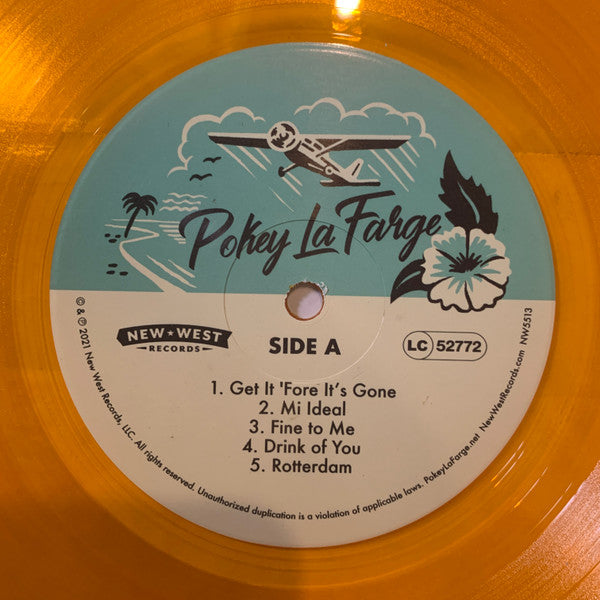 Pokey La Farge
NEW★WEST
RECORDS
SIDE A
LC 52772
1. Get It 'Fore It's Gone
2. Mi Ideal
3. Fine to Me
4. Drink of You
5. Rotterdam
© & ℗ 2021 New West Records, LLC. All rights reserved. Unauthorized duplication is a violation of applicable laws. PokeyLaFarge.net NewWestRecords.com NW5513